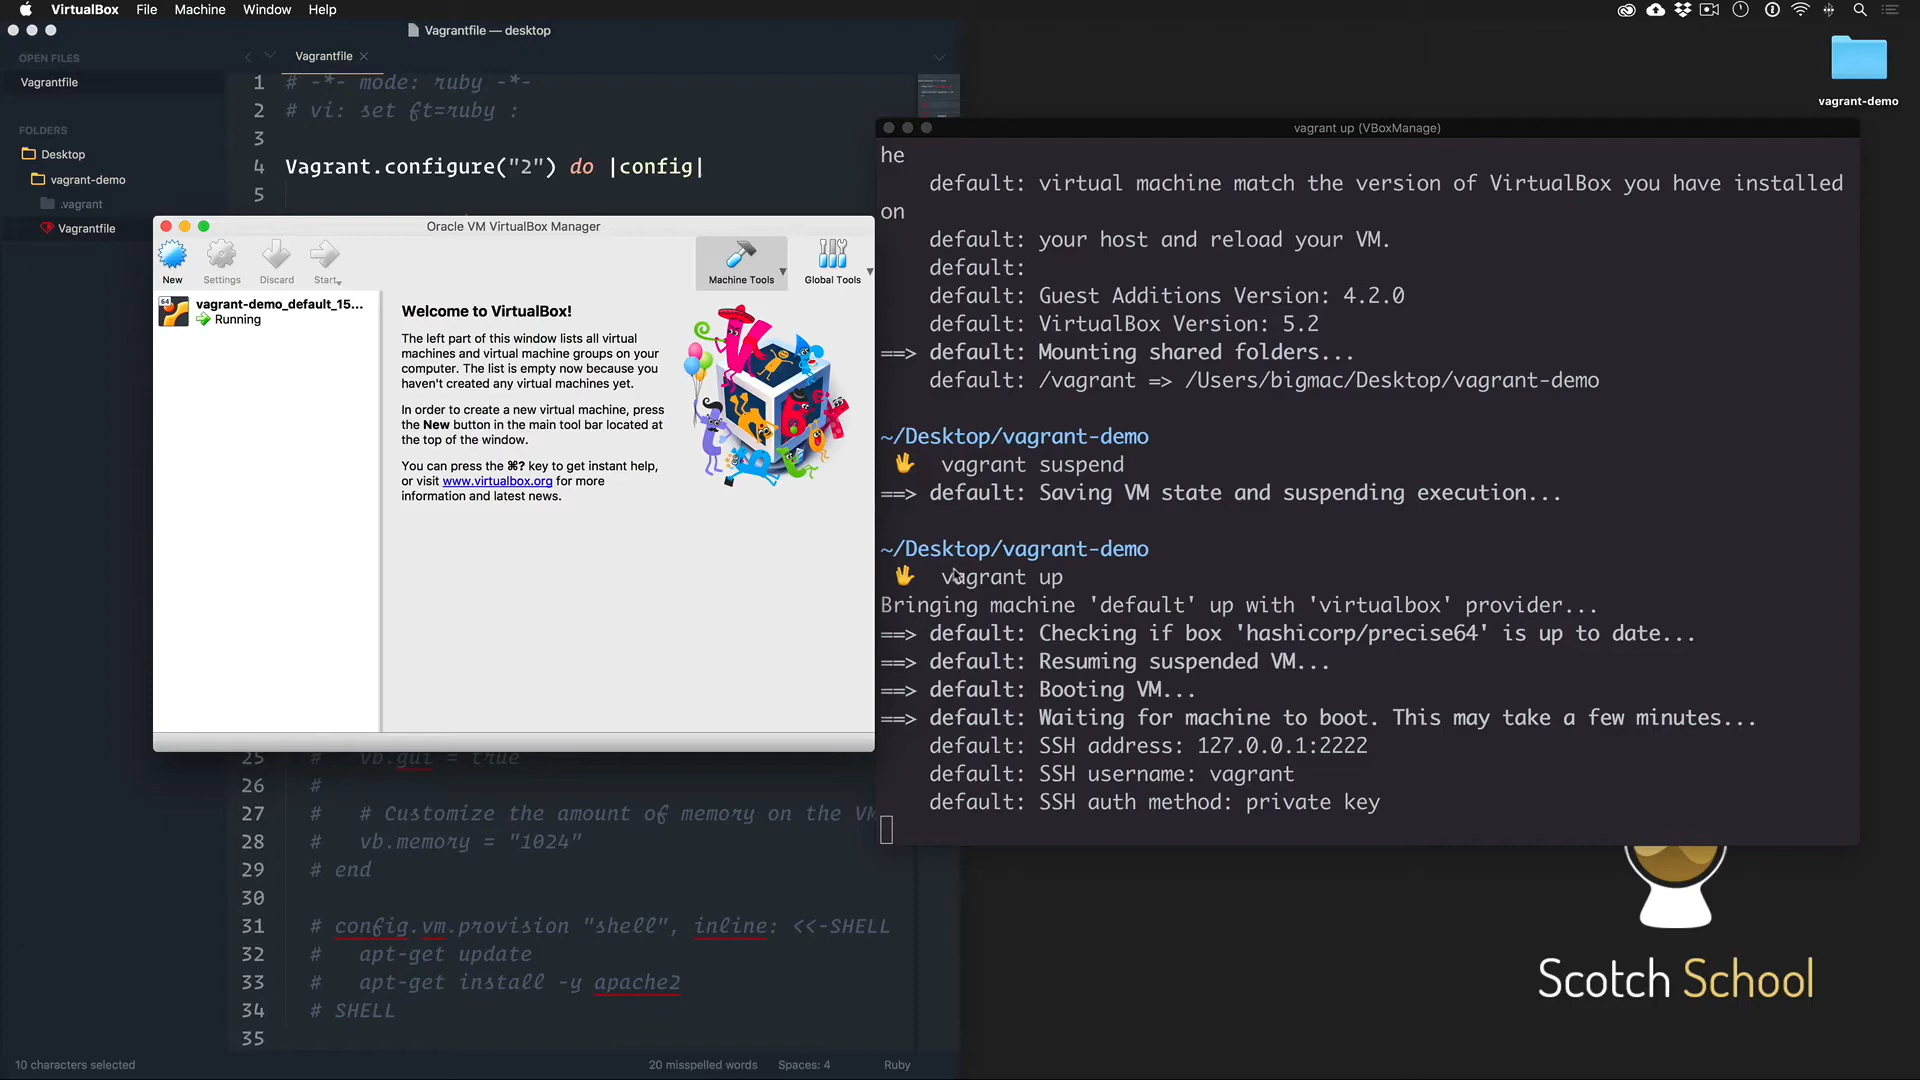 VirtualBox File Machine Window Help
Vagrantfile — desktop
OPEN FILES
Vagrantfile
FOLDERS
Desktop
vagrant-demo
.vagrant
Vagrantfile
Vagrantfile
1 # -*- mode: ruby -*-
2 # vi: set ft=ruby :
3
4 Vagrant.configure("2") do |config|
5
Oracle VM VirtualBox Manager
New Settings Discard Start
Machine Tools Global Tools
64
vagrant-demo_default_15...
Running
Welcome to VirtualBox!
The left part of this window lists all virtual
machines and virtual machine groups on your
computer. The list is empty now because you
haven't created any virtual machines yet.
In order to create a new virtual machine, press
the New button in the main tool bar located at
the top of the window.
You can press the ⌘? key to get instant help,
or visit www.virtualbox.org for more
information and latest news.
25 # vb.gui = true
26 #
27 # # Customize the amount of memory on the VM
28 # vb.memory = "1024"
29 # end
30
31 # config.vm.provision "shell", inline: <<-SHELL
32 # apt-get update
33 # apt-get install -y apache2
34 # SHELL
35
10 characters selected
20 misspelled words Spaces: 4 Ruby
vagrant-demo
vagrant up (VBoxManage)
he
default: virtual machine match the version of VirtualBox you have installed
on
default: your host and reload your VM.
default:
default: Guest Additions Version: 4.2.0
default: VirtualBox Version: 5.2
==> default: Mounting shared folders...
default: /vagrant => /Users/bigmac/Desktop/vagrant-demo
~/Desktop/vagrant-demo
🖖 vagrant suspend
==> default: Saving VM state and suspending execution...
~/Desktop/vagrant-demo
🖖 vagrant up
Bringing machine 'default' up with 'virtualbox' provider...
==> default: Checking if box 'hashicorp/precise64' is up to date...
==> default: Resuming suspended VM...
==> default: Booting VM...
==> default: Waiting for machine to boot. This may take a few minutes...
default: SSH address: 127.0.0.1:2222
default: SSH username: vagrant
default: SSH auth method: private key
Scotch School